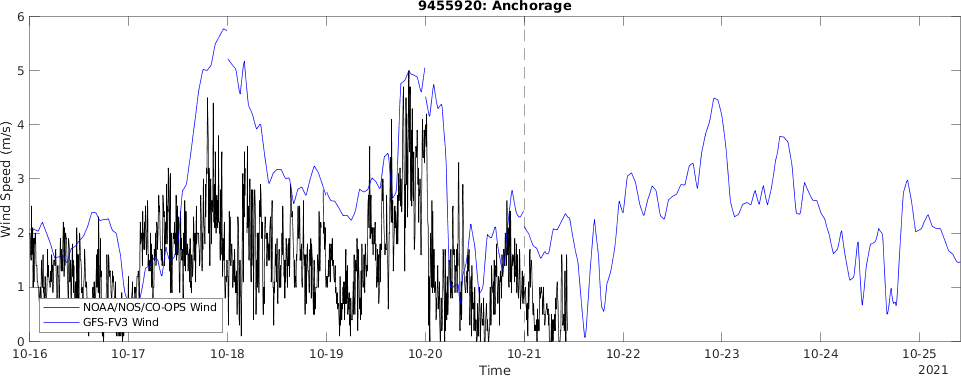 9455920: Anchorage
Wind Speed (m/s)
6
5
4
3
2
1
0
NOAA/NOS/CO-OPS Wind
GFS-FV3 Wind
10-16 10-17 10-18 10-19 10-20 10-21 10-22 10-23 10-24 10-25
Time
2021